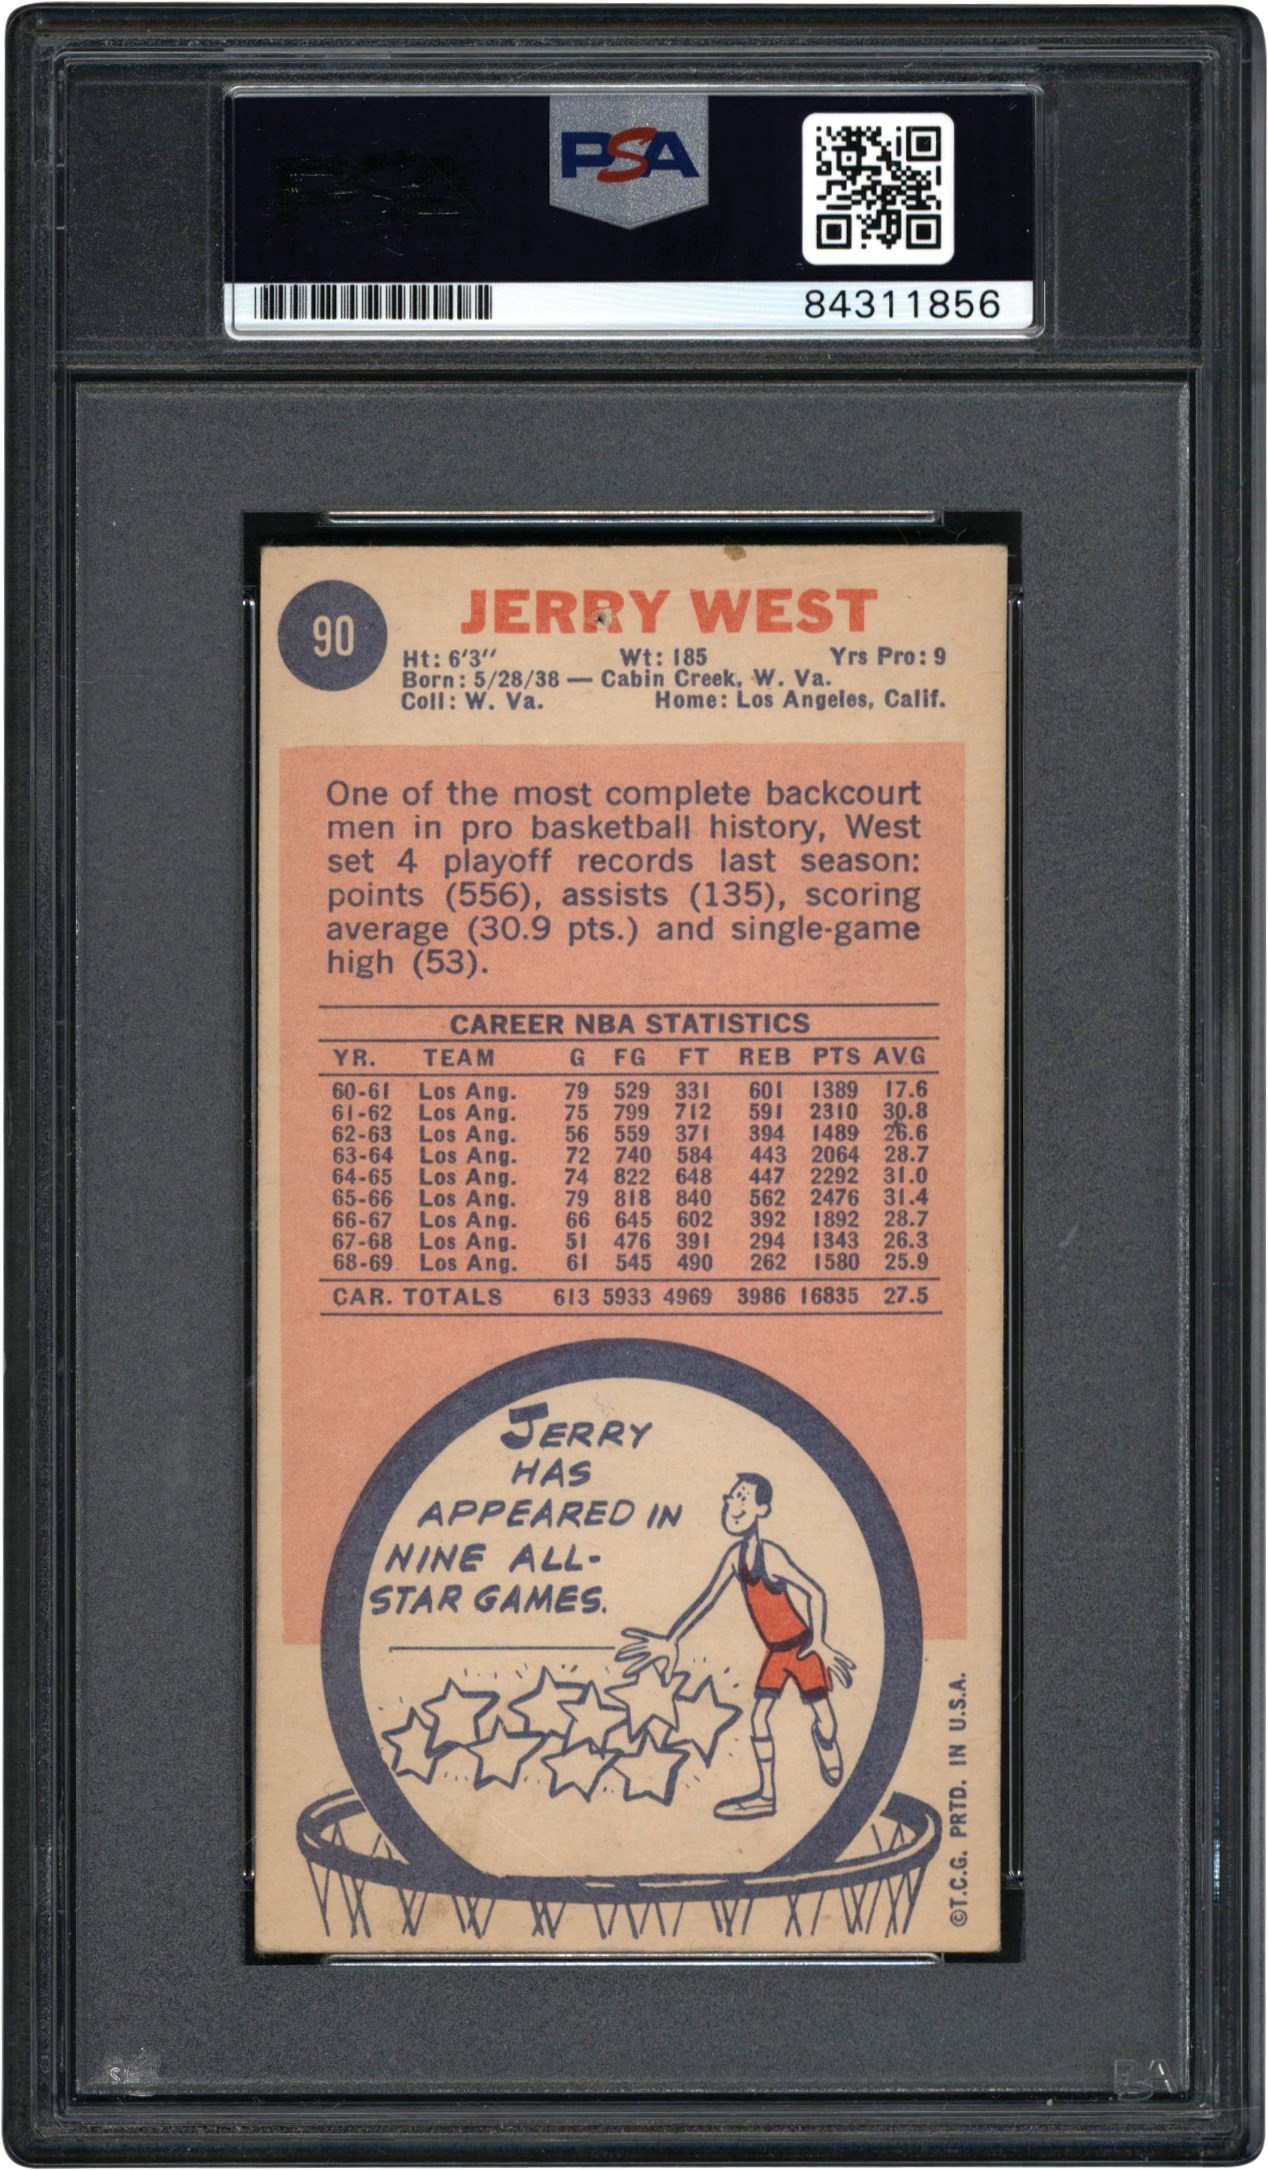 PSA
84311856
90
JERRY WEST
Ht: 6'3'' Wt: 185 Yrs Pro: 9
Born: 5/28/38 — Cabin Creek, W. Va.
Coll: W. Va. Home: Los Angeles, Calif.
One of the most complete backcourt
men in pro basketball history, West
set 4 playoff records last season:
points (556), assists (135), scoring
average (30.9 pts.) and single-game
high (53).
CAREER NBA STATISTICS
YR. TEAM G FG FT REB PTS AVG
60-61 Los Ang. 79 529 331 601 1389 17.6
61-62 Los Ang. 75 799 712 591 2310 30.8
62-63 Los Ang. 56 559 371 394 1489 26.6
63-64 Los Ang. 72 740 584 443 2064 28.7
64-65 Los Ang. 74 822 648 447 2292 31.0
65-66 Los Ang. 79 818 840 562 2476 31.4
66-67 Los Ang. 66 645 602 392 1892 28.7
67-68 Los Ang. 51 476 391 294 1343 26.3
68-69 Los Ang. 61 545 490 262 1580 25.9
CAR. TOTALS 613 5933 4969 3986 16835 27.5
JERRY
HAS
APPEARED IN
NINE ALL-
STAR GAMES.
©T.C.G. PRTD. IN U.S.A.
PSA